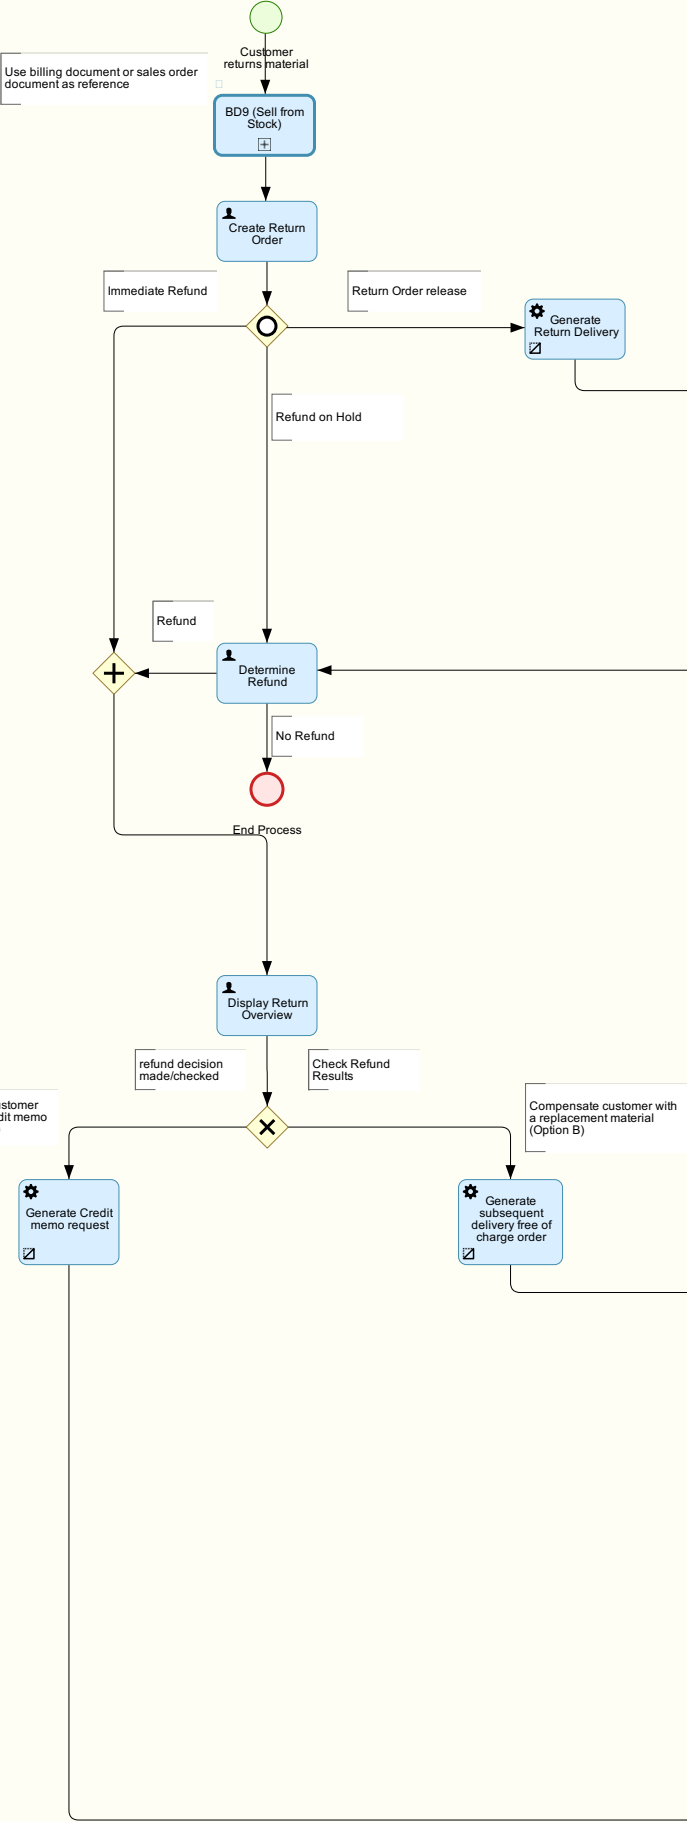 Customer
returns material
Use billing document or sales order
document as reference
BD9 (Sell from
Stock)
Create Return
Order
Immediate Refund
Return Order release
Generate
Return Delivery
Refund on Hold
Refund
Determine
Refund
No Refund
End Process
Display Return
Overview
refund decision
made/checked
Check Refund
Results
stomer
dit memo
Compensate customer with
a replacement material
(Option B)
Generate Credit
memo request
Generate
subsequent
delivery free of
charge order